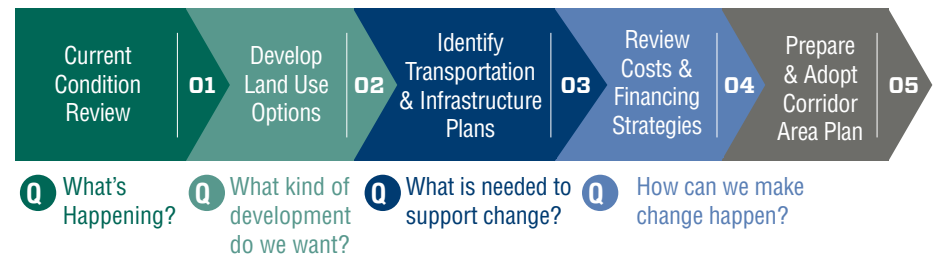 Current
Condition
Review
01
Develop
Land Use
Options
02
Identify
Transportation
& Infrastructure
Plans
03
Review
Costs &
Financing
Strategies
04
Prepare
& Adopt
Corridor
Area Plan
05
Q What's
Happening?
Q What kind of
development
do we want?
Q What is needed to
support change?
Q How can we make
change happen?